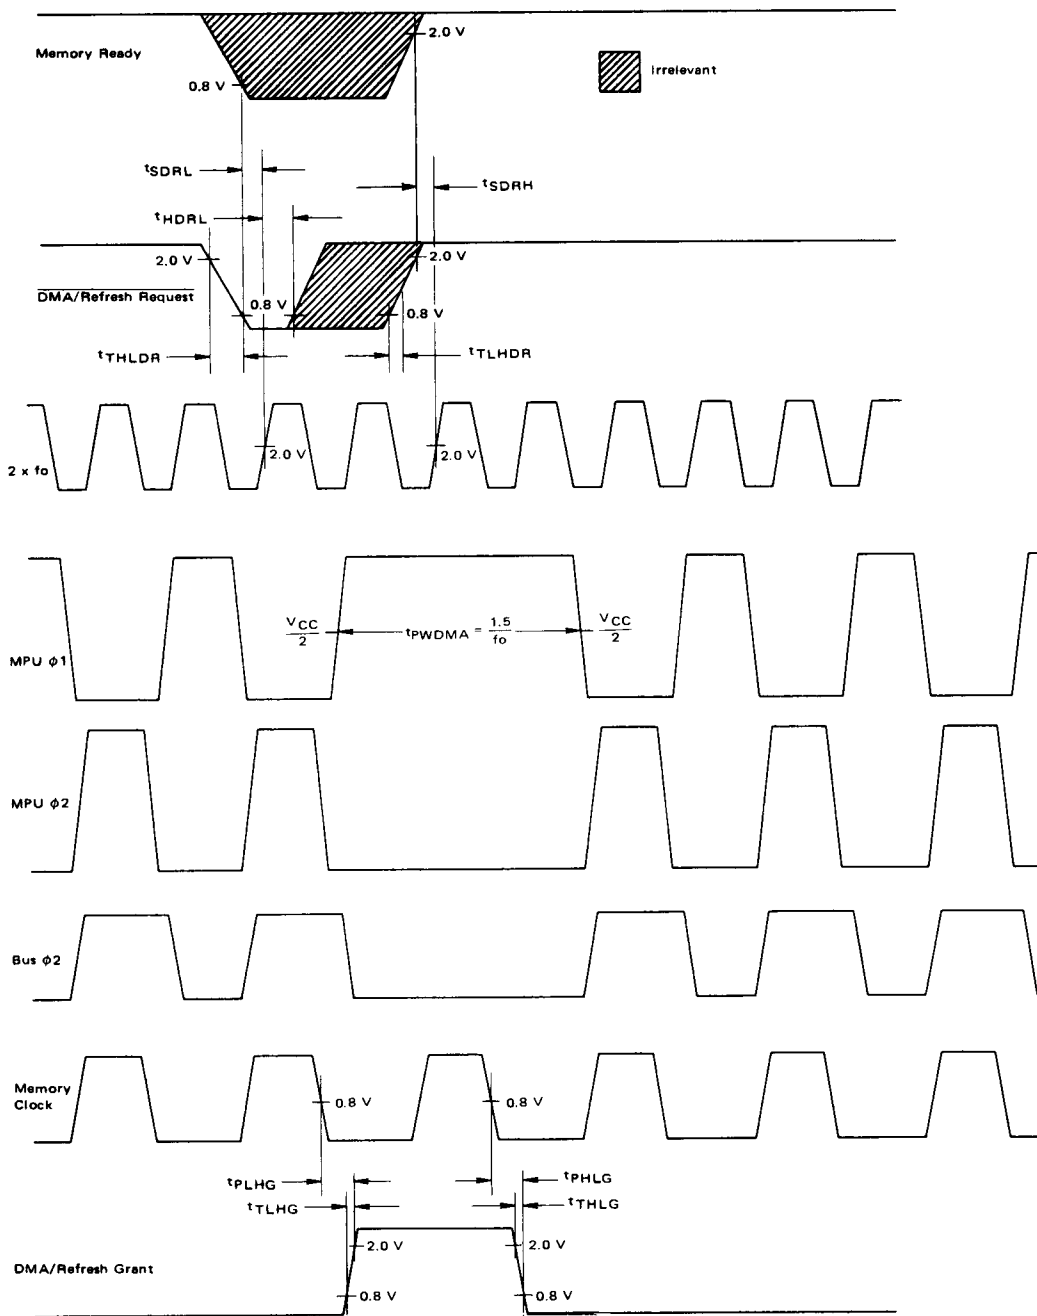 2.0 V
Memory Ready
Irrelevant
0.8 V
tSDRL
tSDRH
tHDRL
2.0 V
2.0 V
DMA/Refresh Request
0.8 V
0.8 V
tTHLDR
tTLHDR
2.0 V
2.0 V
2 x fo
VCC
2
tPWDMA = 1.5
fo
VCC
2
MPU ϕ1
MPU ϕ2
Bus ϕ2
Memory
Clock
0.8 V
0.8 V
tPLHG
tPHLG
tTLHG
tTHLG
2.0 V
2.0 V
DMA/Refresh Grant
0.8 V
0.8 V